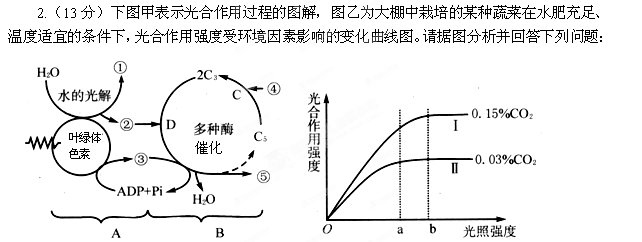 2.（13 分）下图甲表示光合作用过程的图解，图乙为大棚中栽培的某种蔬菜在水肥充足、
温度适宜的条件下，光合作用强度受环境因素影响的变化曲线图。请据图分析并回答下列问题：
H₂O
①
水的光解
2C₃
C
④
②
D
多种酶
催化
C₅
叶绿体
色素
③
⑤
ADP+Pi
H₂O
A
B
光合作用强度
0.15%CO₂
Ⅰ
0.03%CO₂
Ⅱ
O
a
b
光照强度